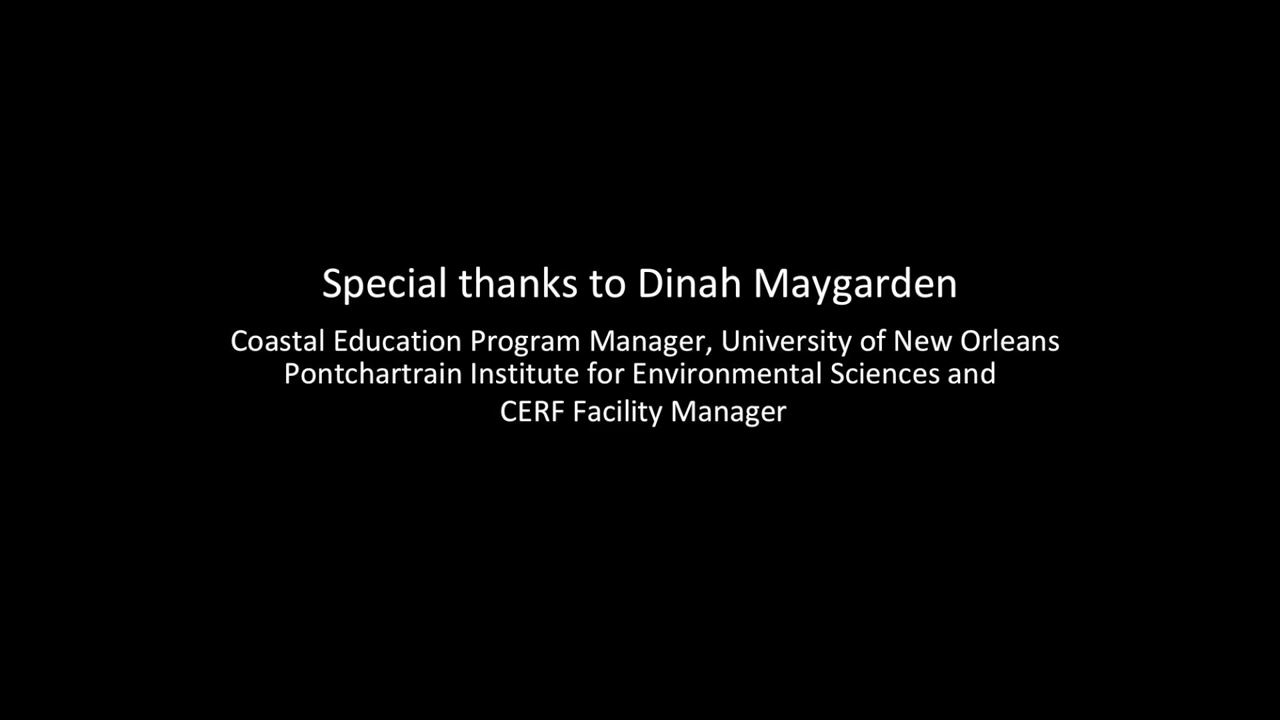 Special thanks to Dinah Maygarden
Coastal Education Program Manager, University of New Orleans
Pontchartrain Institute for Environmental Sciences and
CERF Facility Manager